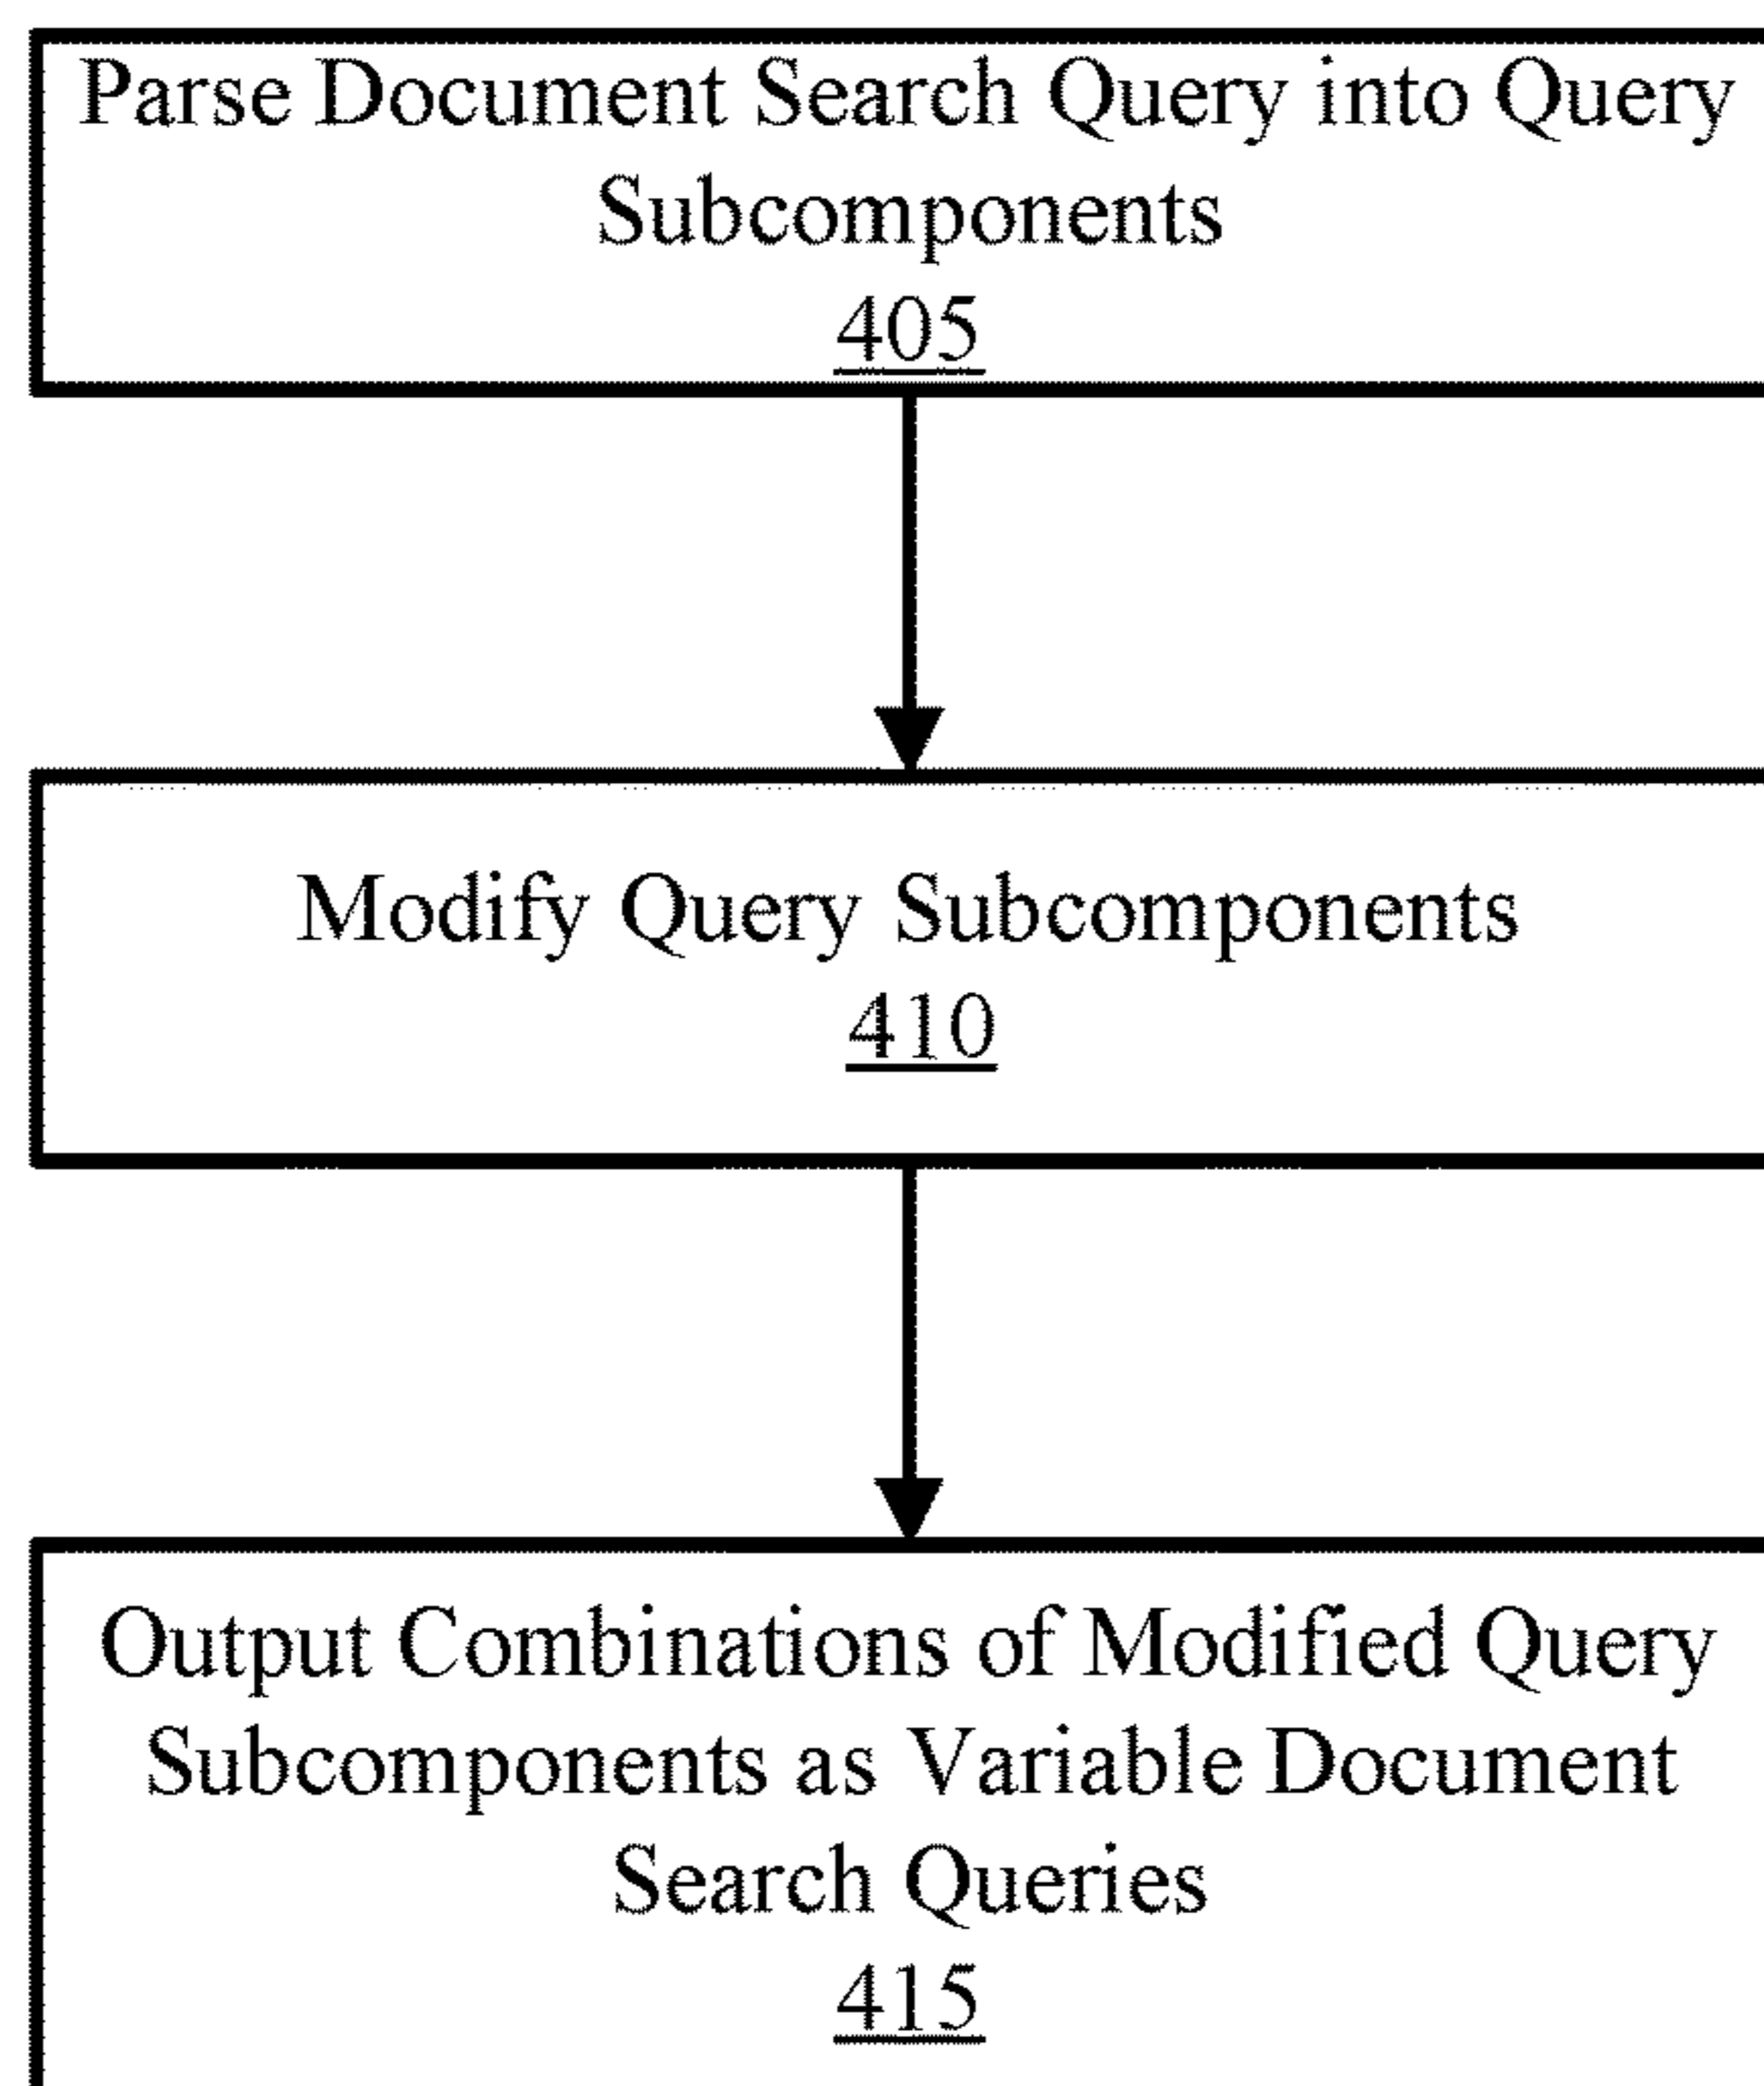 Parse Document Search Query into Query
Subcomponents
405
Modify Query Subcomponents
410
Output Combinations of Modified Query
Subcomponents as Variable Document
Search Queries
415